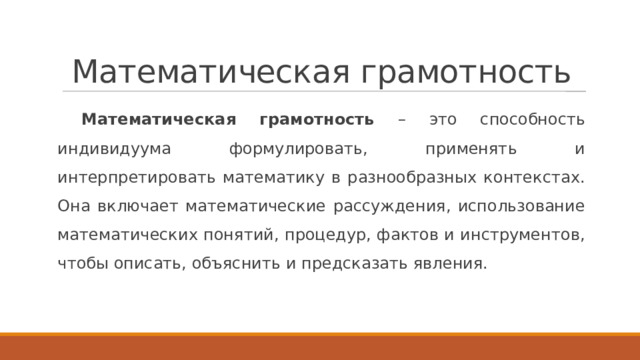 Математическая грамотность
Математическая грамотность – это способность
индивидуума формулировать, применять и
интерпретировать математику в разнообразных контекстах.
Она включает математические рассуждения, использование
математических понятий, процедур, фактов и инструментов,
чтобы описать, объяснить и предсказать явления.